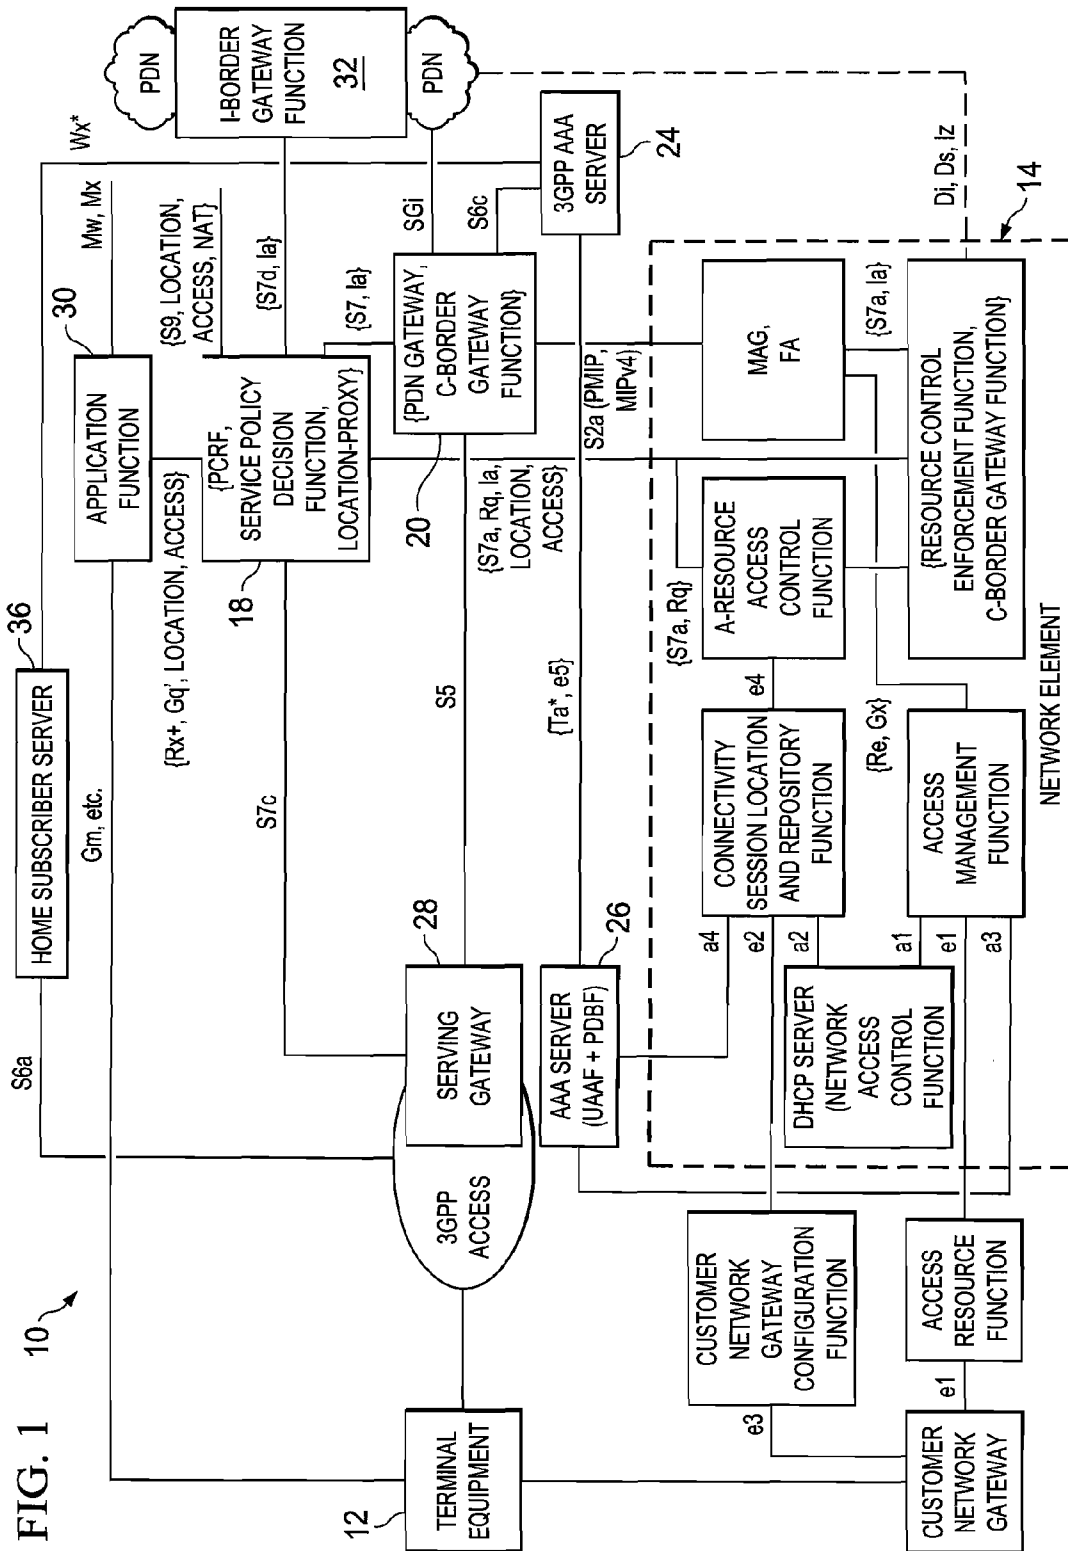 FIG. 1
10
HOME SUBSCRIBER SERVER
36
S6a
Wx*
Gm, etc.
APPLICATION
FUNCTION
30
Mw, Mx
{Rx+, Gq', LOCATION, ACCESS}
{S9, LOCATION,
ACCESS, NAT}
{PCRF,
SERVICE POLICY
DECISION
FUNCTION,
LOCATION-PROXY}
18
S7c
{S7d, Ia}
PDN
I-BORDER
GATEWAY
FUNCTION
32
PDN
{S7, Ia}
SGi
TERMINAL
EQUIPMENT
12
3GPP
ACCESS
SERVING
GATEWAY
28
S5
{PDN GATEWAY,
C-BORDER
GATEWAY
FUNCTION}
20
S6c
{S7a, Rq, Ia,
LOCATION,
ACCESS}
3GPP AAA
SERVER
24
AAA SERVER
(UAAF + PDBF)
26
{Ta*, e5}
S2a (PMIP,
MIPv4)
Di, Ds, Iz
14
{S7a, Rq}
CUSTOMER
NETWORK
GATEWAY
CONFIGURATION
FUNCTION
e3
a4
e2
a2
CONNECTIVITY
SESSION LOCATION
AND REPOSITORY
FUNCTION
e4
A-RESOURCE
ACCESS
CONTROL
FUNCTION
MAG,
FA
DHCP SERVER
(NETWORK
ACCESS
CONTROL
FUNCTION
{Re, Gx}
{S7a, Ia}
CUSTOMER
NETWORK
GATEWAY
e1
ACCESS
RESOURCE
FUNCTION
a1
e1
a3
ACCESS
MANAGEMENT
FUNCTION
{RESOURCE CONTROL
ENFORCEMENT FUNCTION,
C-BORDER GATEWAY FUNCTION}
NETWORK ELEMENT